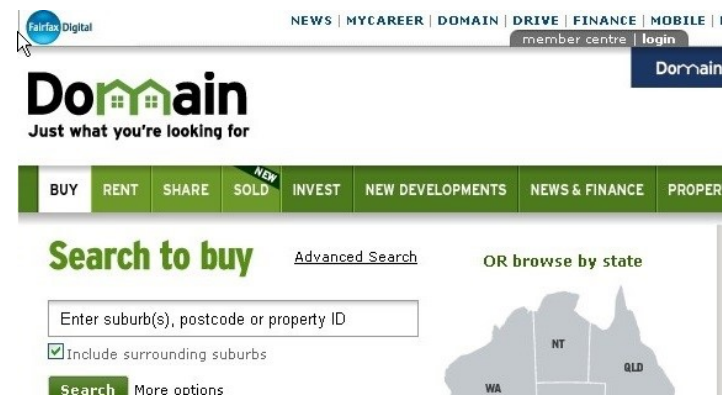 Fairfax Digital
NEWS | MYCAREER | DOMAIN | DRIVE | FINANCE | MOBILE |
member centre | login
Domain
Domain
Just what you're looking for
NEW
BUY RENT SHARE SOLD INVEST NEW DEVELOPMENTS NEWS & FINANCE PROPER
Search to buy Advanced Search OR browse by state
Enter suburb(s), postcode or property ID
Include surrounding suburbs
NT
QLD
WA
Search More options